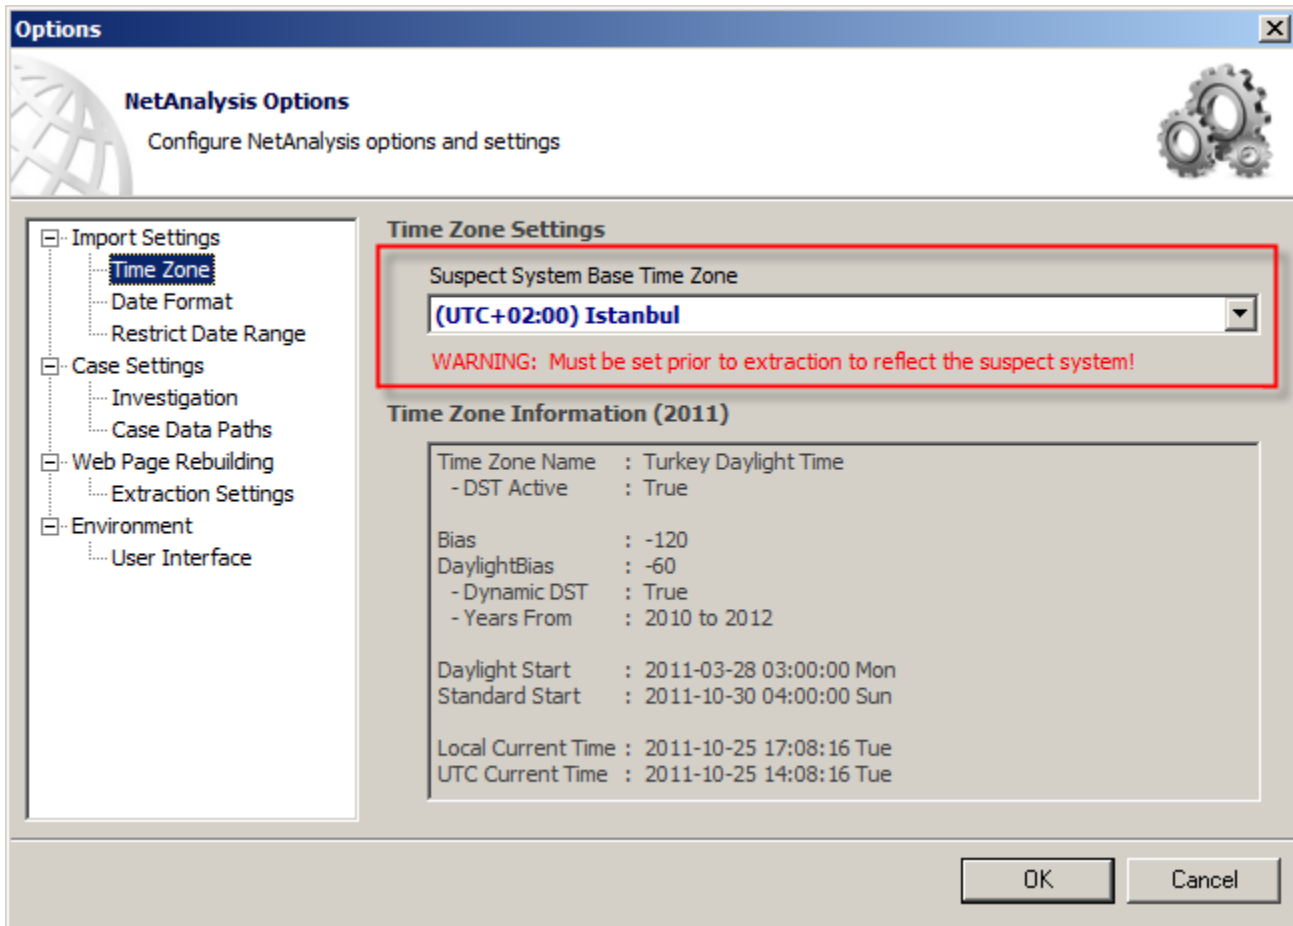 Options
NetAnalysis Options
Configure NetAnalysis options and settings
Import Settings
Time Zone
Date Format
Restrict Date Range
Case Settings
Investigation
Case Data Paths
Web Page Rebuilding
Extraction Settings
Environment
User Interface
Time Zone Settings
Suspect System Base Time Zone
(UTC+02:00) Istanbul
WARNING: Must be set prior to extraction to reflect the suspect system!
Time Zone Information (2011)
Time Zone Name : Turkey Daylight Time
- DST Active : True
Bias : -120
DaylightBias : -60
- Dynamic DST : True
- Years From : 2010 to 2012
Daylight Start : 2011-03-28 03:00:00 Mon
Standard Start : 2011-10-30 04:00:00 Sun
Local Current Time : 2011-10-25 17:08:16 Tue
UTC Current Time : 2011-10-25 14:08:16 Tue
OK
Cancel